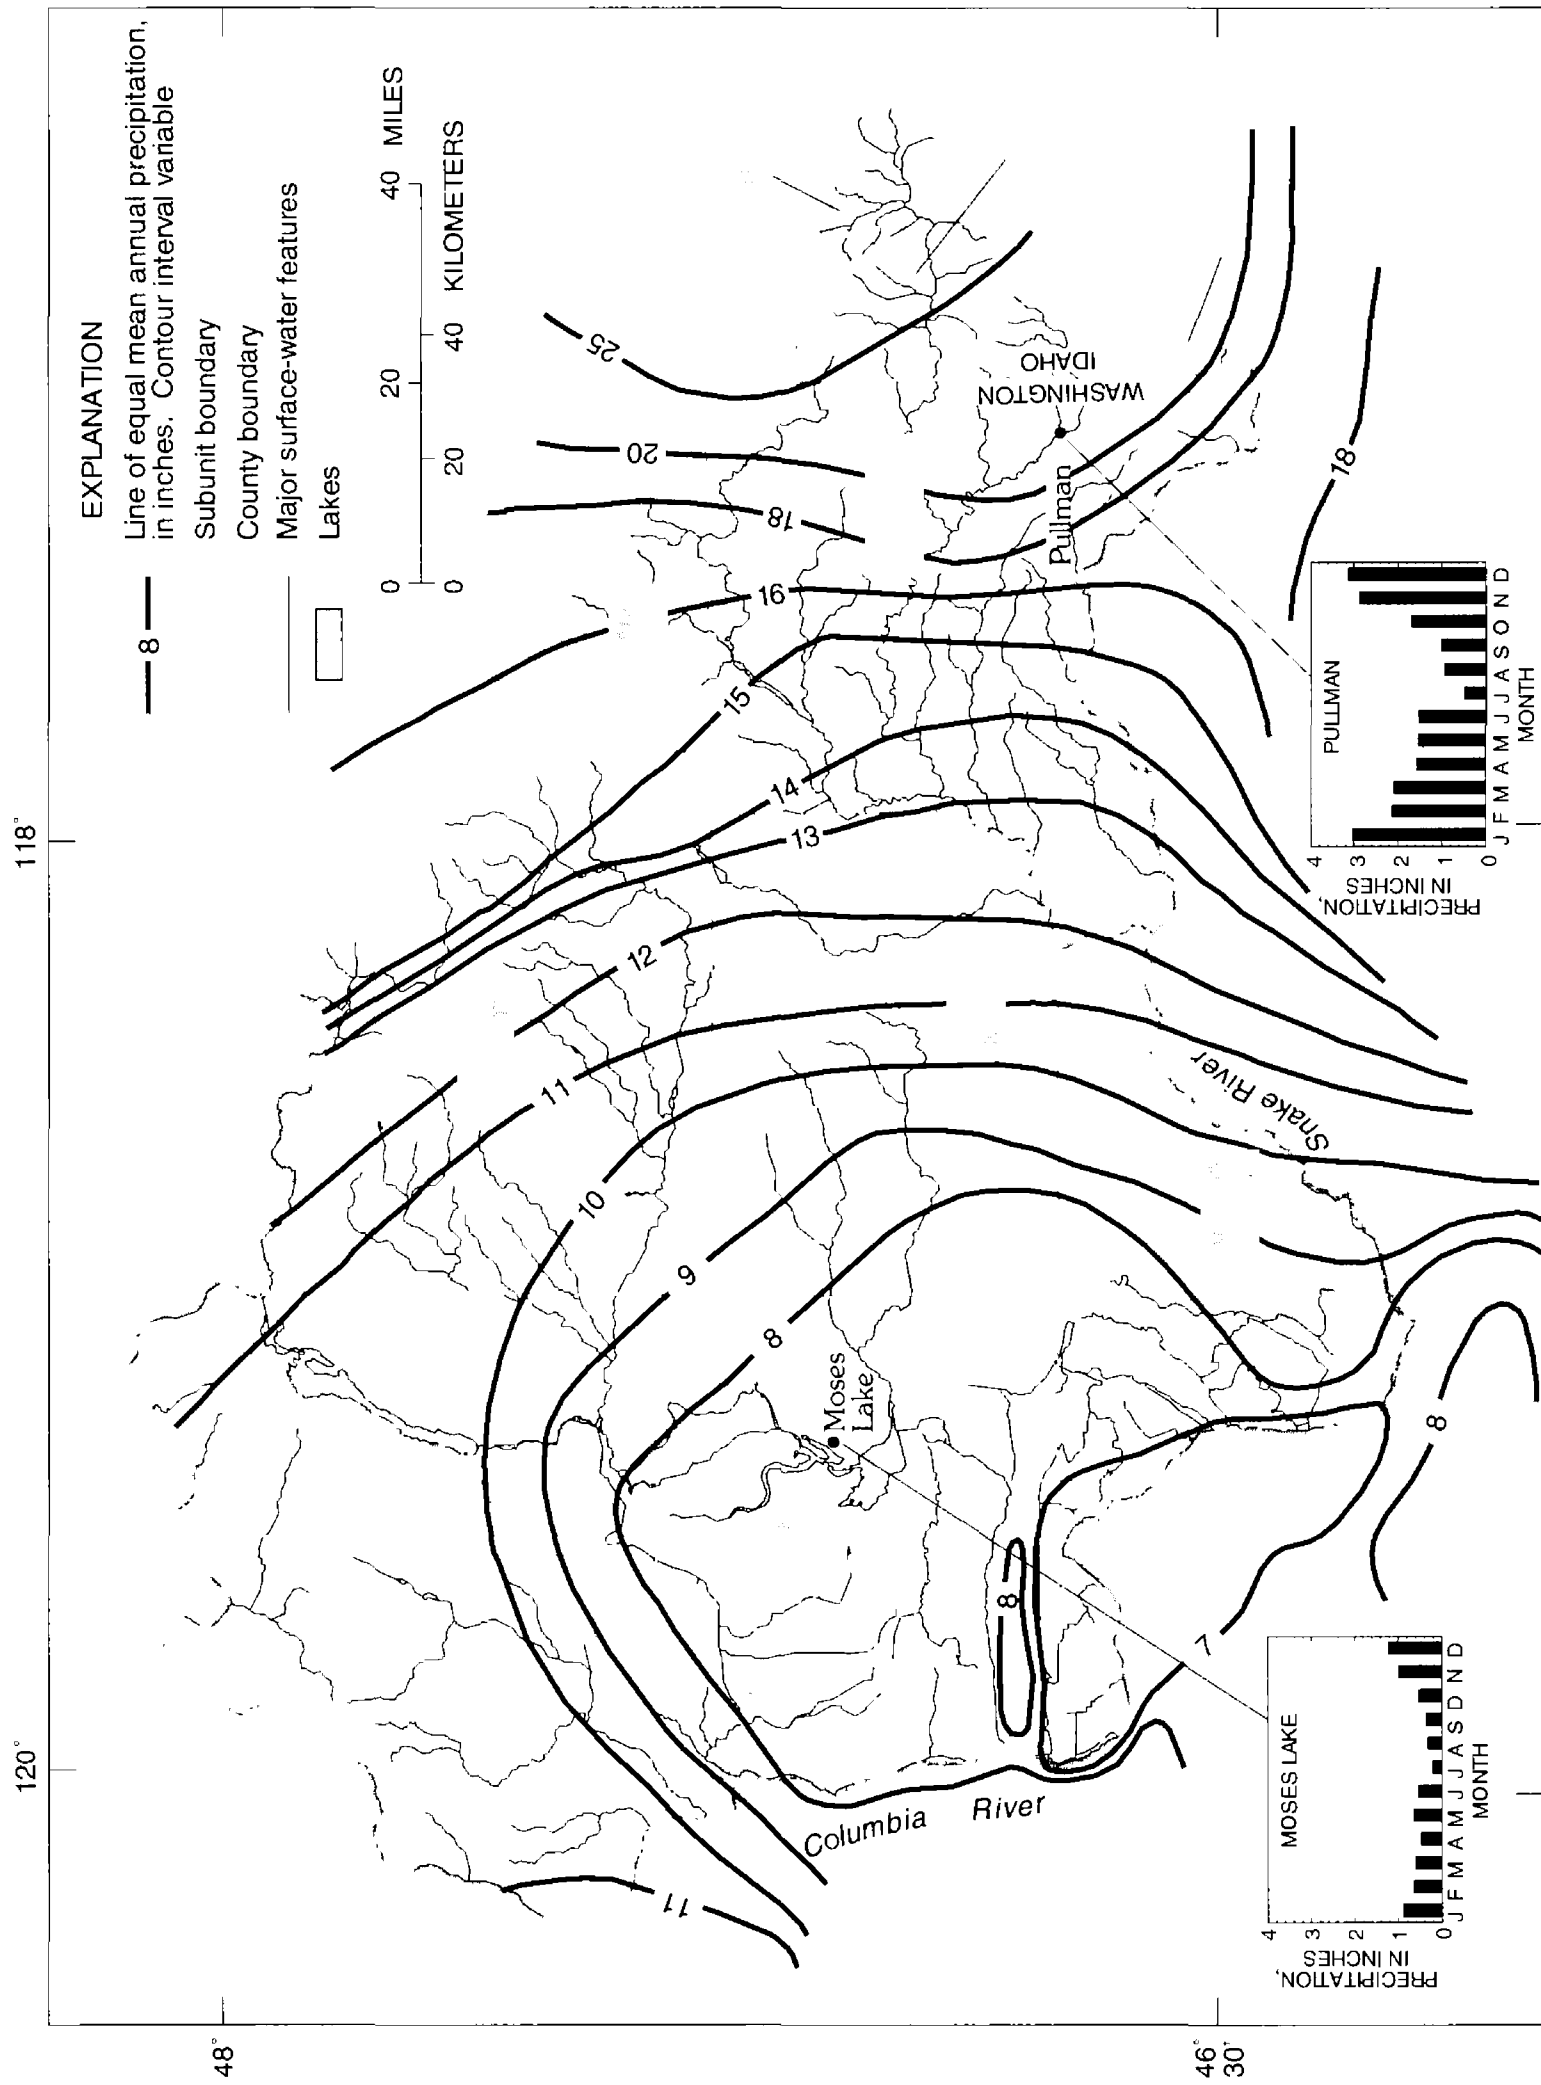 EXPLANATION
8
Line of equal mean annual precipitation,
in inches. Contour interval variable
Subunit boundary
County boundary
Major surface-water features
Lakes
0 20 40 MILES
0 20 40 KILOMETERS
120°
118°
48°
46°
30'
11
10
11
12
13
14
15
16
18
20
25
9
8
8
7
8
18
Moses
Lake
Pullman
WASHINGTON
IDAHO
Columbia River
Snake River
MOSES LAKE
PRECIPITATION,
IN INCHES
4
3
2
1
0
J F M A M J J A S O N D
MONTH
PULLMAN
PRECIPITATION,
IN INCHES
4
3
2
1
0
J F M A M J J A S O N D
MONTH